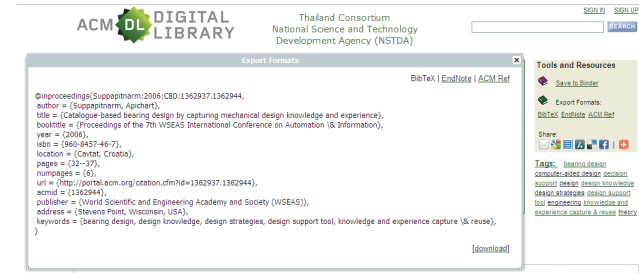 SIGN IN SIGN UP
ACM DL DIGITAL LIBRARY
Thailand Consortium
National Science and Technology
Development Agency (NSTDA)
SEARCH
Export Formats
BibTeX | EndNote | ACM Ref
@inproceedings{Suppapitnarm:2006:CBD:1362937.1362944,
author = {Suppapitnarm, Apichart},
title = {Catalogue-based bearing design by capturing mechanical design knowledge and experience},
booktitle = {Proceedings of the 7th WSEAS International Conference on Automation \& Information},
year = {2006},
isbn = {960-8457-46-7},
location = {Cavtat, Croatia},
pages = {32--37},
numpages = {6},
url = {http://portal.acm.org/citation.cfm?id=1362937.1362944},
acmid = {1362944},
publisher = {World Scientific and Engineering Academy and Society (WSEAS)},
address = {Stevens Point, Wisconsin, USA},
keywords = {bearing design, design knowledge, design strategies, design support tool, knowledge and experience capture \& reuse},
}
[download]
Tools and Resources
Save to Binder
Export Formats:
BibTeX EndNote ACM Ref
Share:
Tags: bearing design
computer-aided design decision
support design design knowledge
design strategies design support
tool engineering knowledge and
experience capture & reuse theory